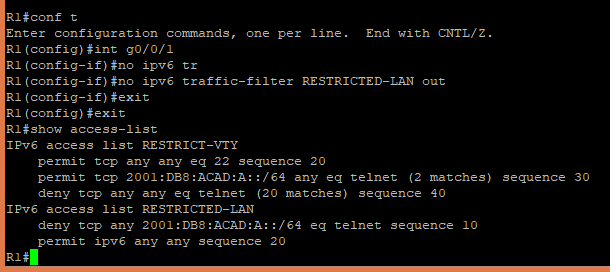 R1#conf t
Enter configuration commands, one per line.  End with CNTL/Z.
R1(config)#int g0/0/1
R1(config-if)#no ipv6 tr
R1(config-if)#no ipv6 traffic-filter RESTRICTED-LAN out
R1(config-if)#exit
R1(config)#exit
R1#show access-list
IPv6 access list RESTRICT-VTY
    permit tcp any any eq 22 sequence 20
    permit tcp 2001:DB8:ACAD:A::/64 any eq telnet (2 matches) sequence 30
    deny tcp any any eq telnet (20 matches) sequence 40
IPv6 access list RESTRICTED-LAN
    deny tcp any 2001:DB8:ACAD:A::/64 eq telnet sequence 10
    permit ipv6 any any sequence 20
R1#